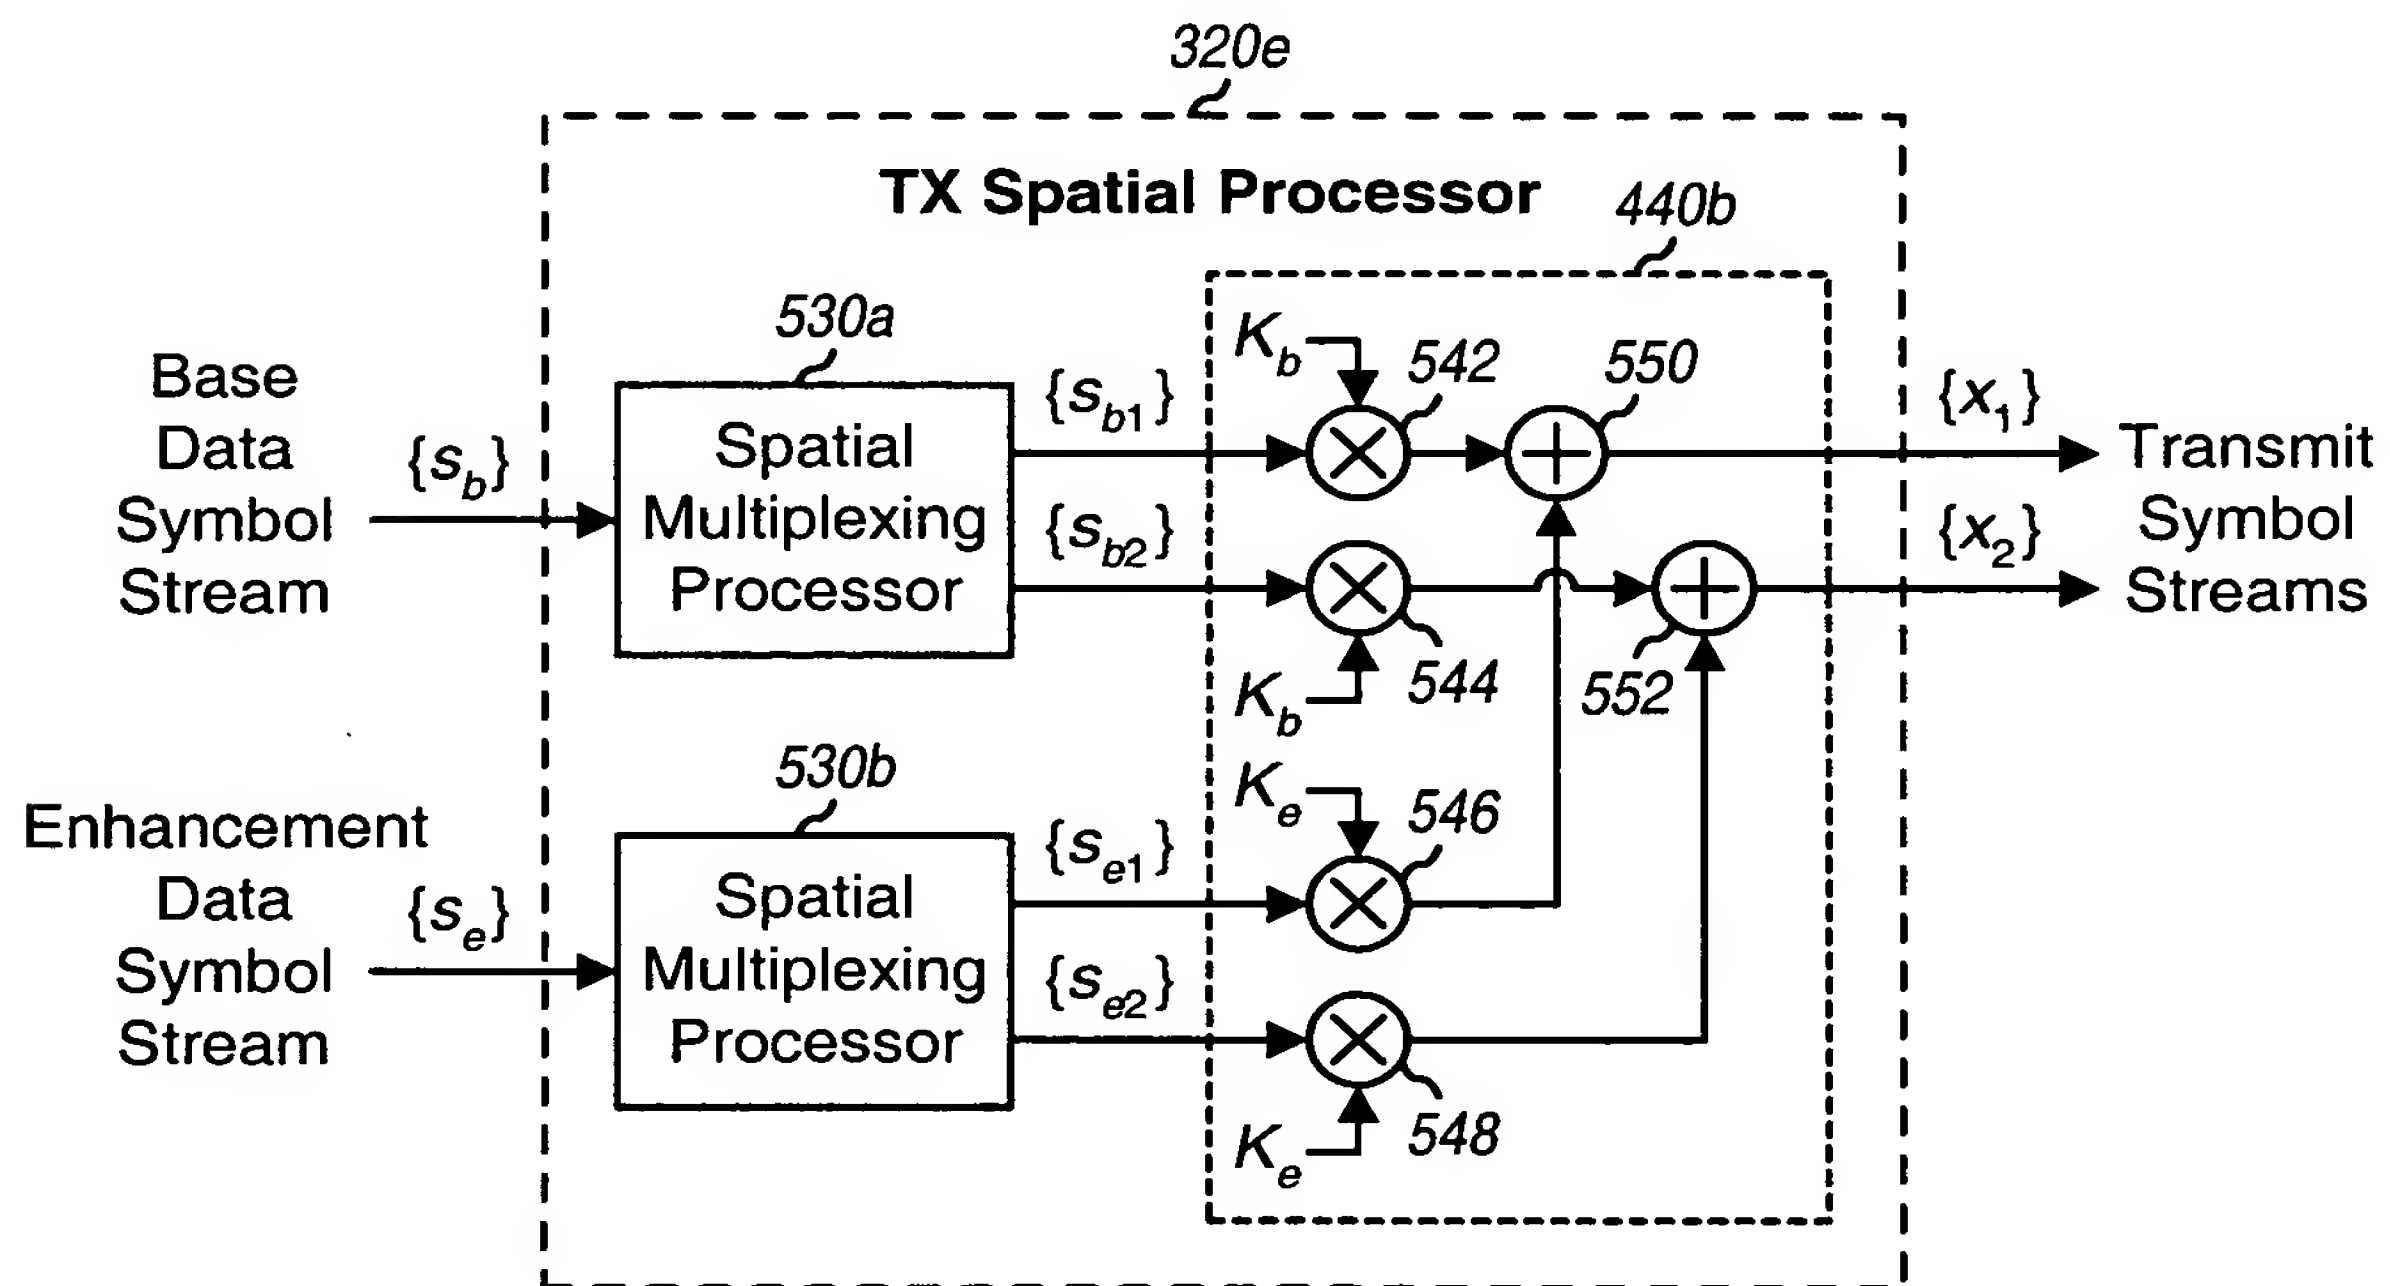 320e
TX Spatial Processor
440b
530a
Base
Data
Symbol
Stream
{s_b}
Spatial
Multiplexing
Processor
{s_b1}
{s_b2}
K_b
542
550
K_b
544
552
{x_1}
{x_2}
Transmit
Symbol
Streams
530b
Enhancement
Data
Symbol
Stream
{s_e}
Spatial
Multiplexing
Processor
{s_e1}
{s_e2}
K_e
546
K_e
548